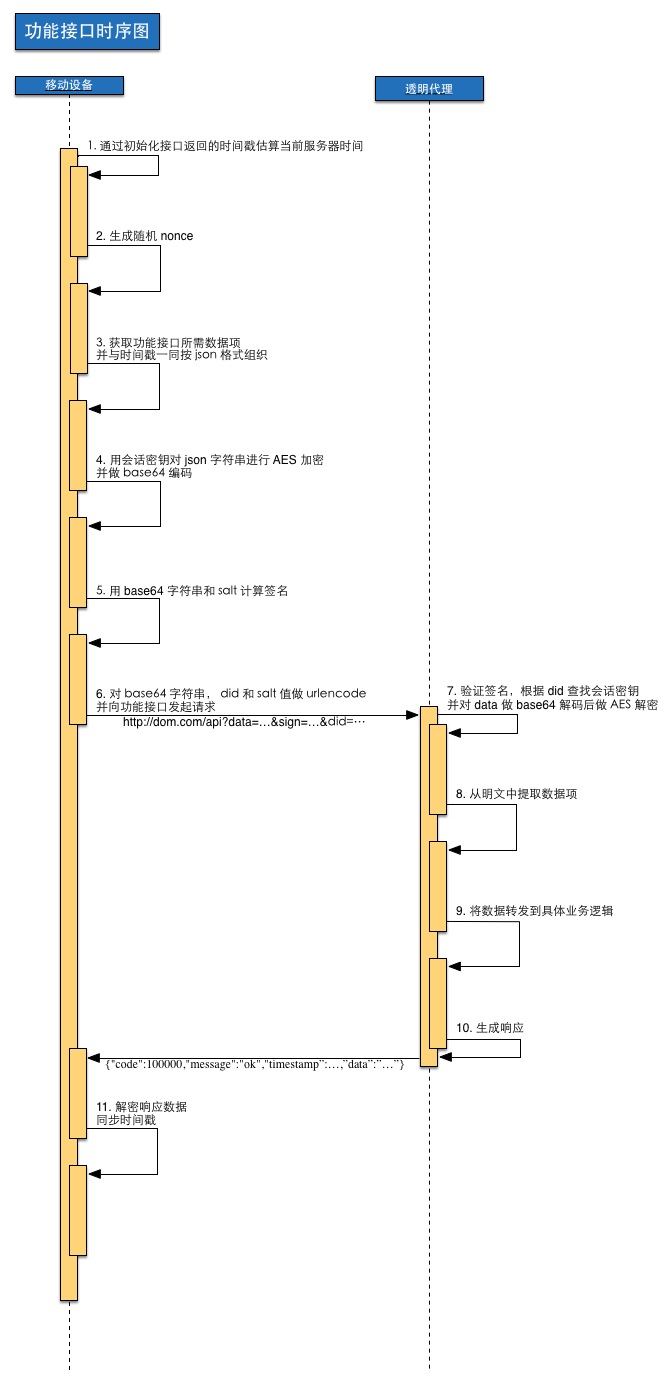 功能接口时序图
移动设备
透明代理
1. 通过初始化接口返回的时间戳估算当前服务器时间
2. 生成随机 nonce
3. 获取功能接口所需数据项
并与时间戳一同按 json 格式组织
4. 用会话密钥对 json 字符串进行 AES 加密
并做 base64 编码
5. 用 base64 字符串和 salt 计算签名
6. 对 base64 字符串， did 和 salt 值做 urlencode
并向功能接口发起请求
http://dom.com/api?data=…&sign=…&did=…
7. 验证签名，根据 did 查找会话密钥
并对 data 做 base64 解码后做 AES 解密
8. 从明文中提取数据项
9. 将数据转发到具体业务逻辑
10. 生成响应
{"code":100000,"message":"ok","timestamp":…,"data":"…"}
11. 解密响应数据
同步时间戳